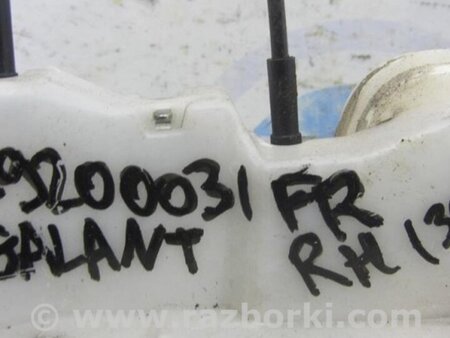 9200031 FR
GALANT RH 13
www.razborki.com